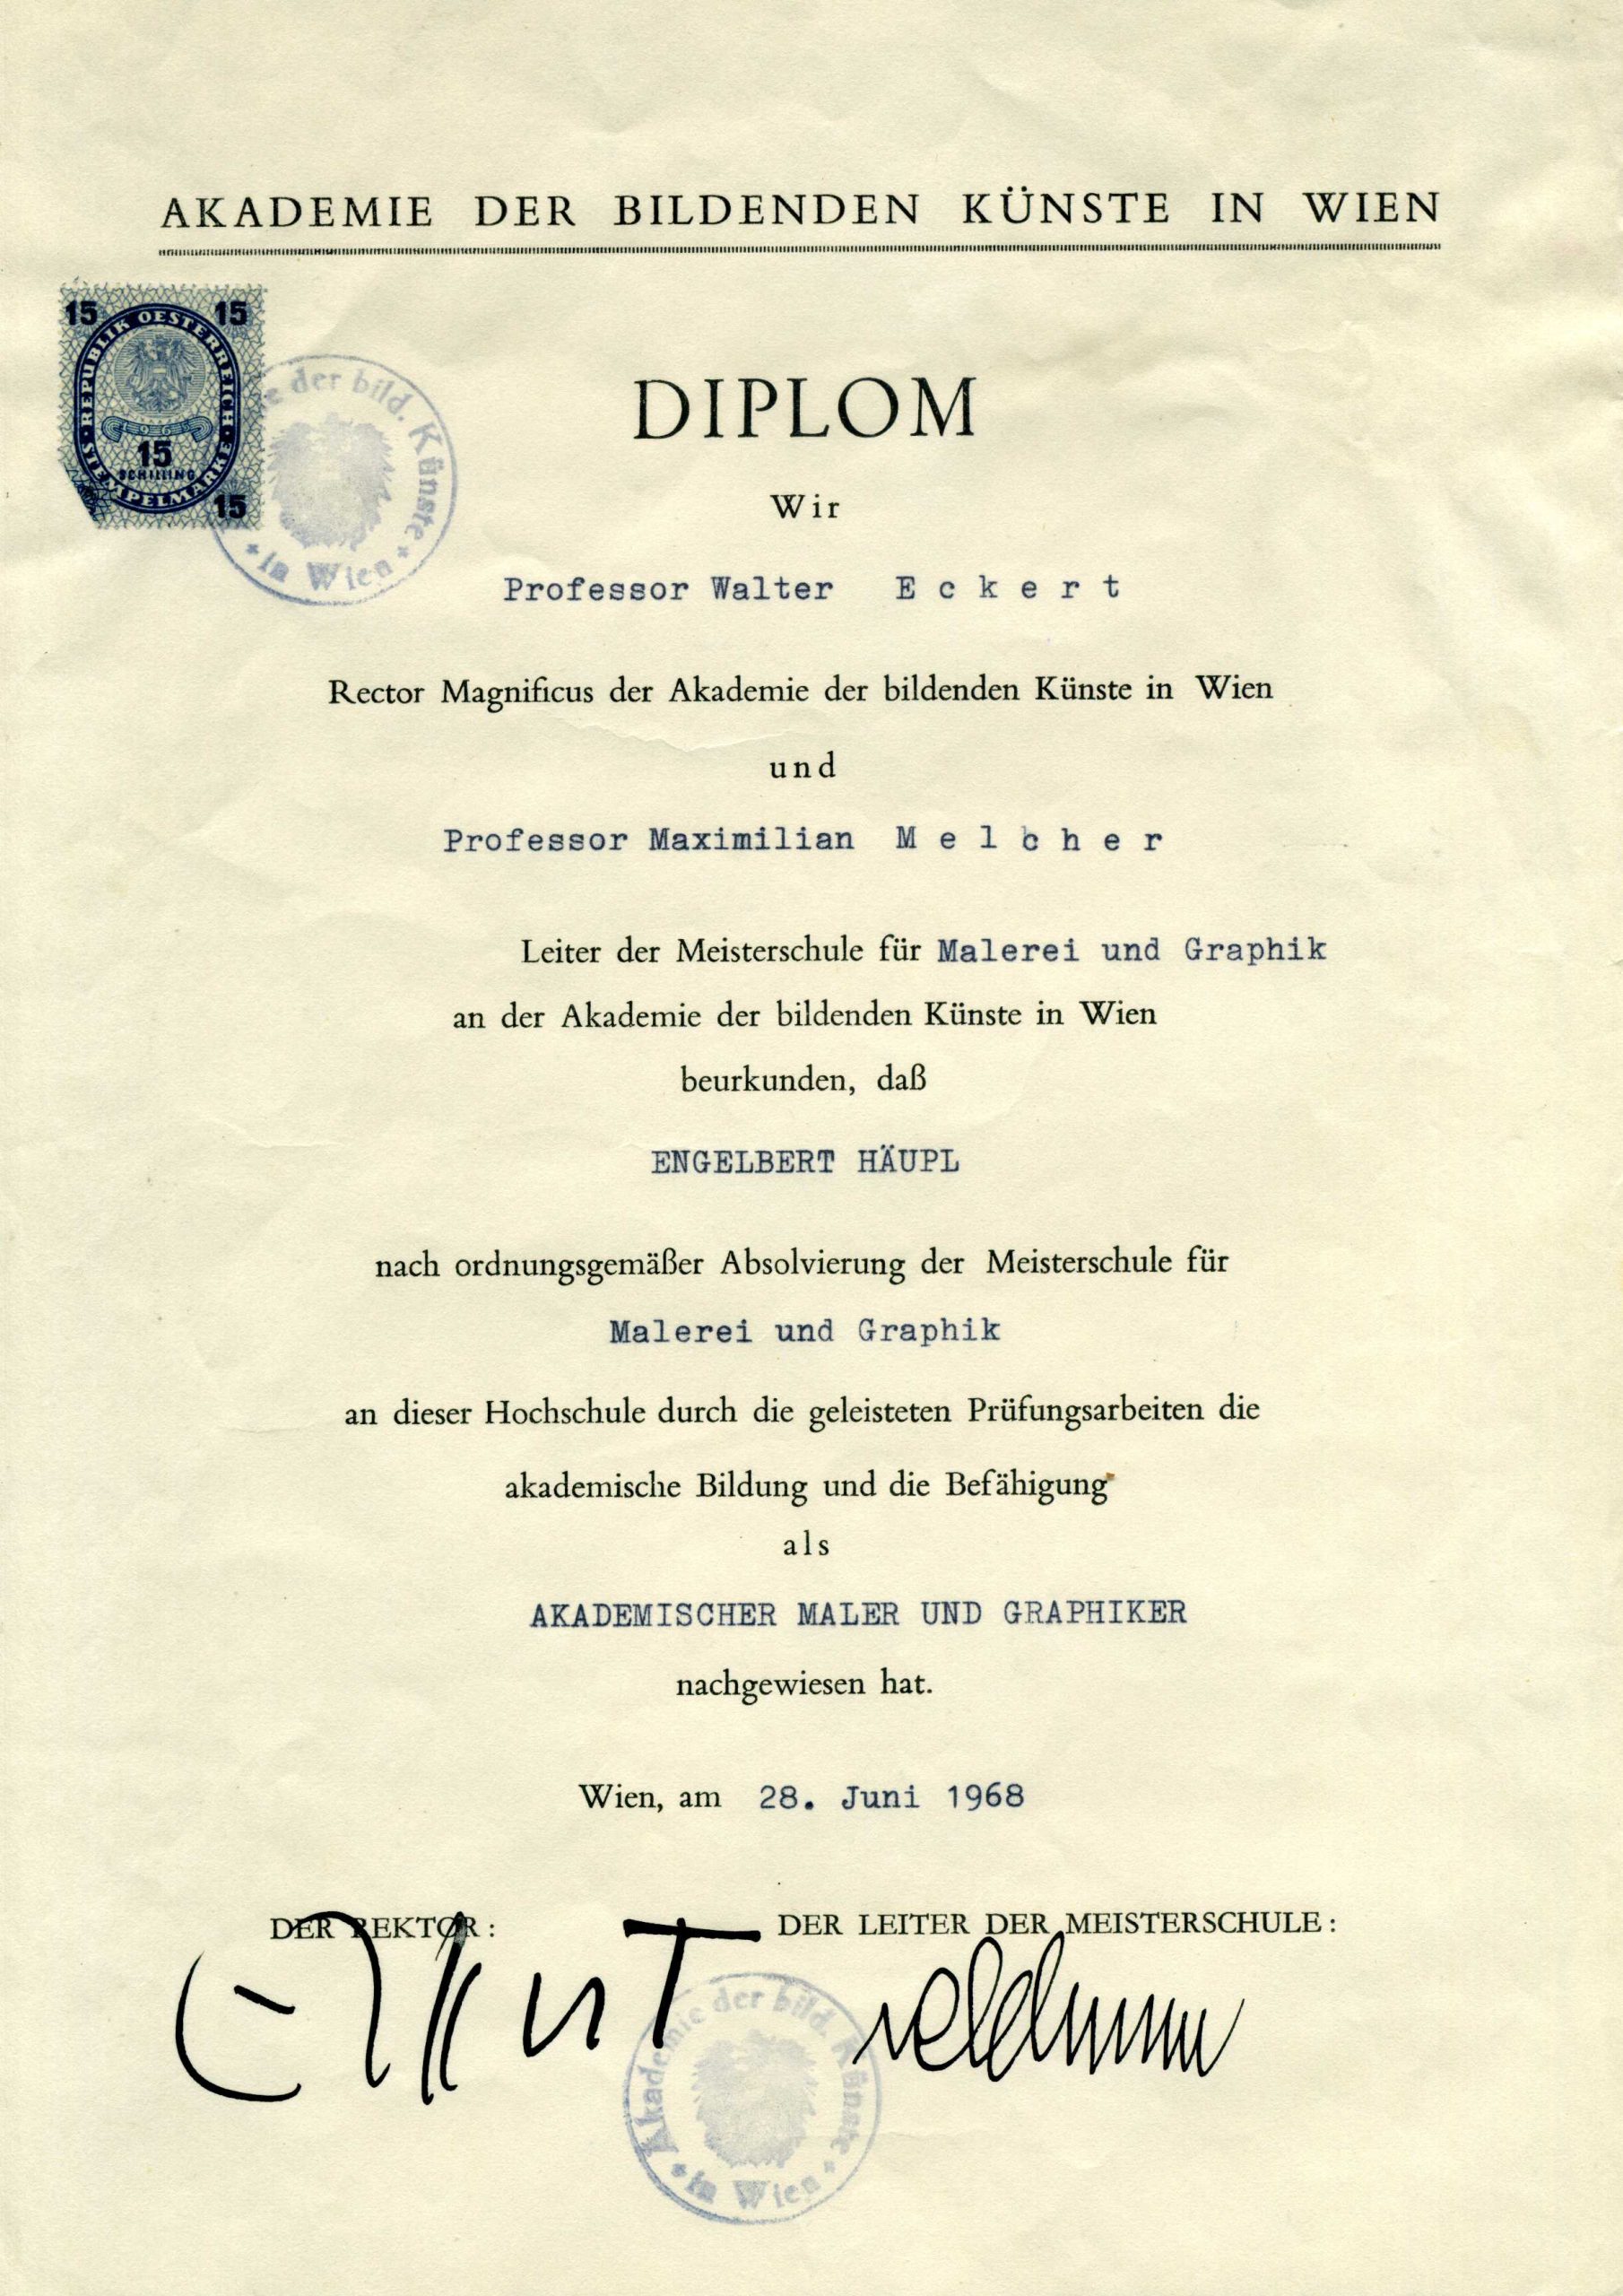 AKADEMIE DER BILDENDEN KÜNSTE IN WIEN
15 15
REPUBLIK OESTERREICH
1965
15
SCHILLING
STEMPELMARKE
15
der bild. Künste
in Wien
DIPLOM
Wir
Professor Walter E c k e r t
Rector Magnificus der Akademie der bildenden Künste in Wien
und
Professor Maximilian M e l c h e r
Leiter der Meisterschule für Malerei und Graphik
an der Akademie der bildenden Künste in Wien
beurkunden, daß
ENGELBERT HÄUPL
nach ordnungsgemäßer Absolvierung der Meisterschule für
Malerei und Graphik
an dieser Hochschule durch die geleisteten Prüfungsarbeiten die
akademische Bildung und die Befähigung
als
AKADEMISCHER MALER UND GRAPHIKER
nachgewiesen hat.
Wien, am 28. Juni 1968
DER REKTOR: DER LEITER DER MEISTERSCHULE:
Akademie der bild. Künste
in Wien